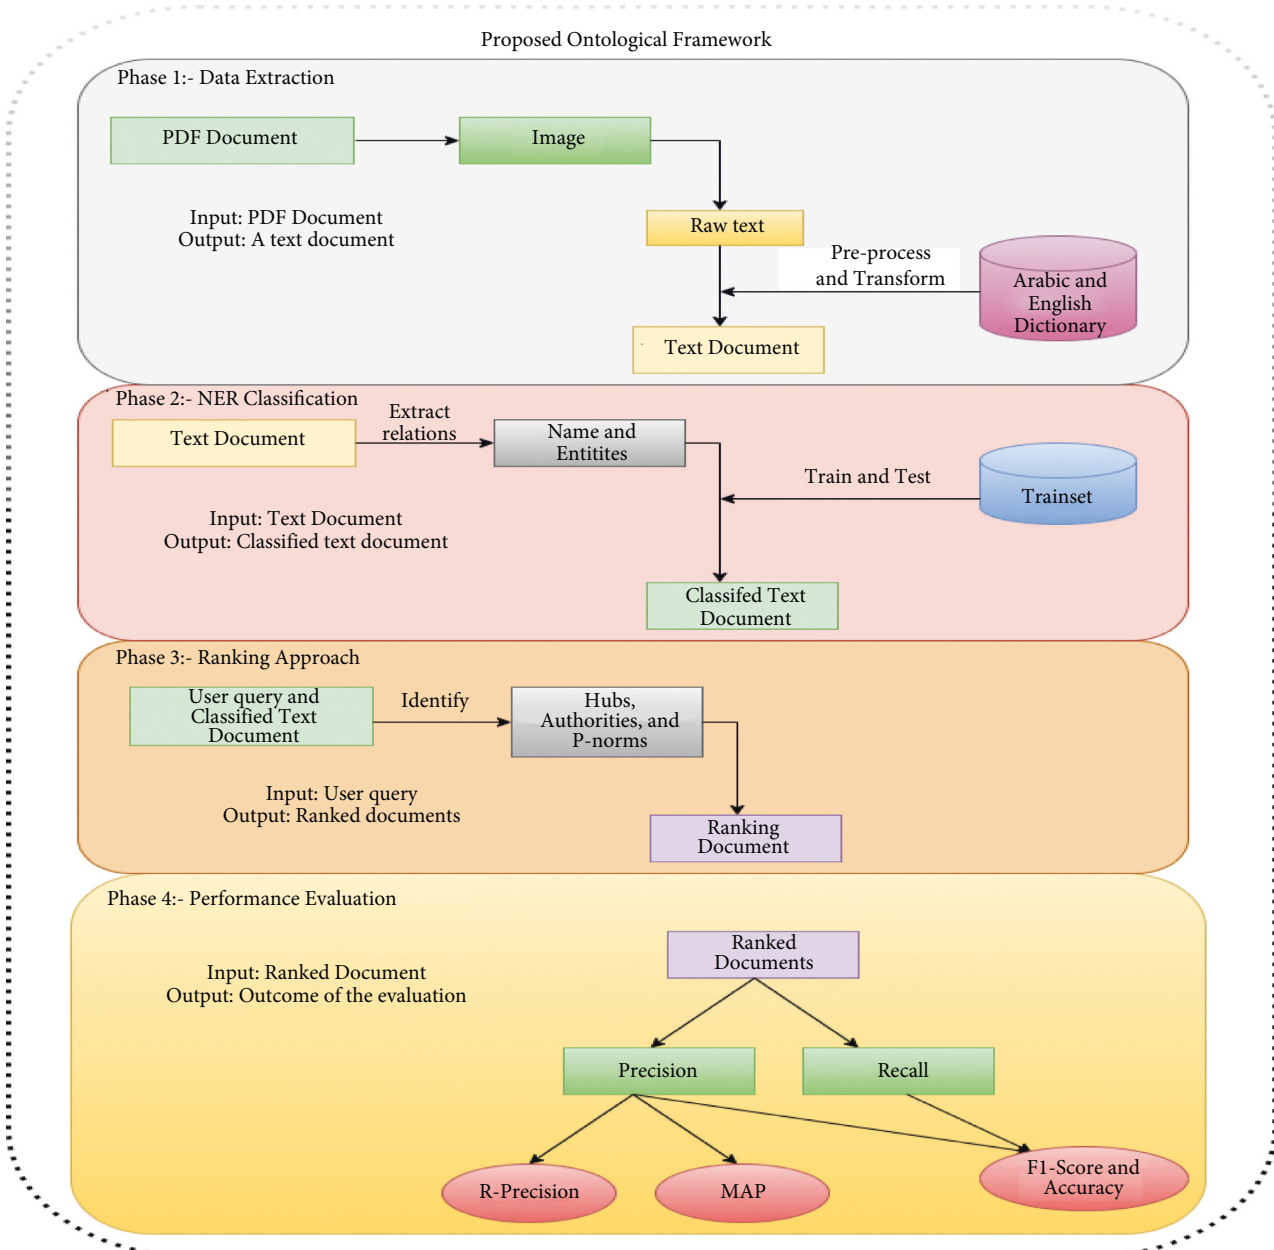 Proposed Ontological Framework
Phase 1:- Data Extraction
PDF Document
Image
Input: PDF Document
Output: A text document
Raw text
Pre-process
and Transform
Arabic and
English
Dictionary
Text Document
Phase 2:- NER Classification
Text Document
Extract
relations
Name and
Entitites
Train and Test
Trainset
Input: Text Document
Output: Classified text document
Classifed Text
Document
Phase 3:- Ranking Approach
User query and
Classified Text
Document
Identify
Hubs,
Authorities, and
P-norms
Input: User query
Output: Ranked documents
Ranking
Document
Phase 4:- Performance Evaluation
Ranked
Documents
Input: Ranked Document
Output: Outcome of the evaluation
Precision
Recall
R-Precision
MAP
F1-Score and
Accuracy